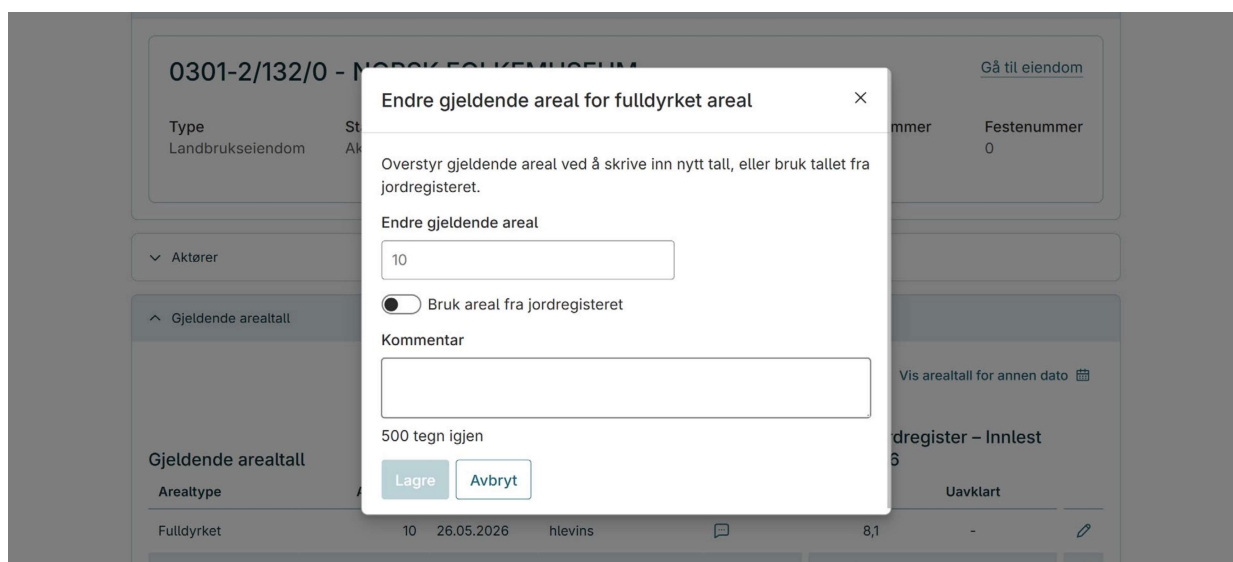 0301-2/132/0 -
Gå til eiendom
Type
Festenummer
Landbrukseiendom
0
Endre gjeldende areal for fulldyrket areal
Overstyr gjeldende areal ved å skrive inn nytt tall, eller bruk tallet fra
jordregisteret.
Endre gjeldende areal
10
Bruk areal fra jordregisteret
Kommentar
500 tegn igjen
Lagre Avbryt
Aktører
Gjeldende arealtall
Vis arealtall for annen dato
Gjeldende arealtall
– Innlest
Arealtype
Uavklart
Fulldyrket 10 26.05.2026 hlevins 8,1 -